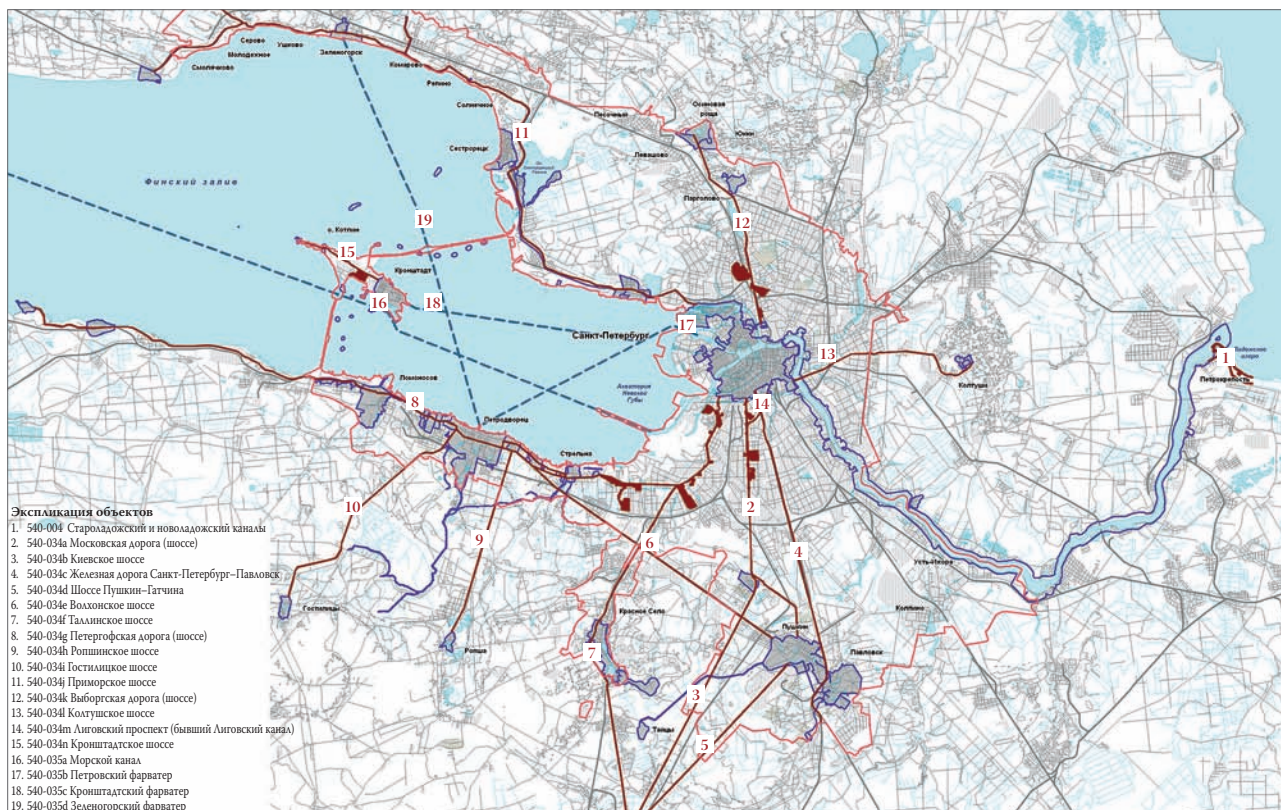 Серово
Ушково
Молодежное
Смолячково
Зеленогорск
Комарово
Репино
Солнечное
11
Сестрорецк
Песочный
Осиновая
роща
Юкки
Левашово
Парголово
12
Финский залив
19
о. Котлин
15
Кронштадт
16
18
Санкт-Петербург
17
13
Колтуши
1
Ладожское
озеро
Петрокрепость
Ломоносов
8
Акватория
Невской
Губы
14
Петродворец
Стрельна
10
9
6
2
4
Усть-Ижора
Колпино
Гостилицы
Ропша
Красное Село
7
Пушкин
Павловск
3
Тайцы
5
Экспликация объектов
1. 540-004 Староладожский и новоладожский каналы
2. 540-034a Московская дорога (шоссе)
3. 540-034b Киевское шоссе
4. 540-034c Железная дорога Санкт-Петербург–Павловск
5. 540-034d Шоссе Пушкин–Гатчина
6. 540-034e Волхонское шоссе
7. 540-034f Таллинское шоссе
8. 540-034g Петергофская дорога (шоссе)
9. 540-034h Ропшинское шоссе
10. 540-034i Гостилицкое шоссе
11. 540-034j Приморское шоссе
12. 540-034k Выборгская дорога (шоссе)
13. 540-034l Колтушское шоссе
14. 540-034m Лиговский проспект (бывший Лиговский канал)
15. 540-034n Кронштадтское шоссе
16. 540-035a Морской канал
17. 540-035b Петровский фарватер
18. 540-035c Кронштадтский фарватер
19. 540-035d Зеленогорский фарватер